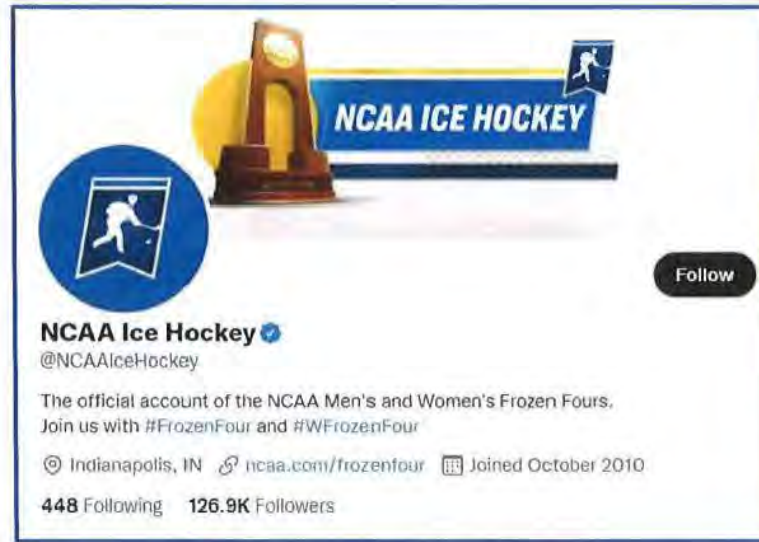 NCAA ICE HOCKEY
Follow
NCAA Ice Hockey
@NCAAIceHockey
The official account of the NCAA Men's and Women's Frozen Fours.
Join us with #FrozenFour and #WFrozenFour
Indianapolis, IN ncaa.com/frozenfour Joined October 2010
448 Following 126.9K Followers